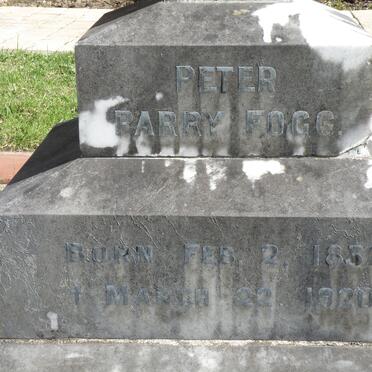 PETER
PARRY FOGG.
BORN FEB. 2, 
† MARCH 22, 1920